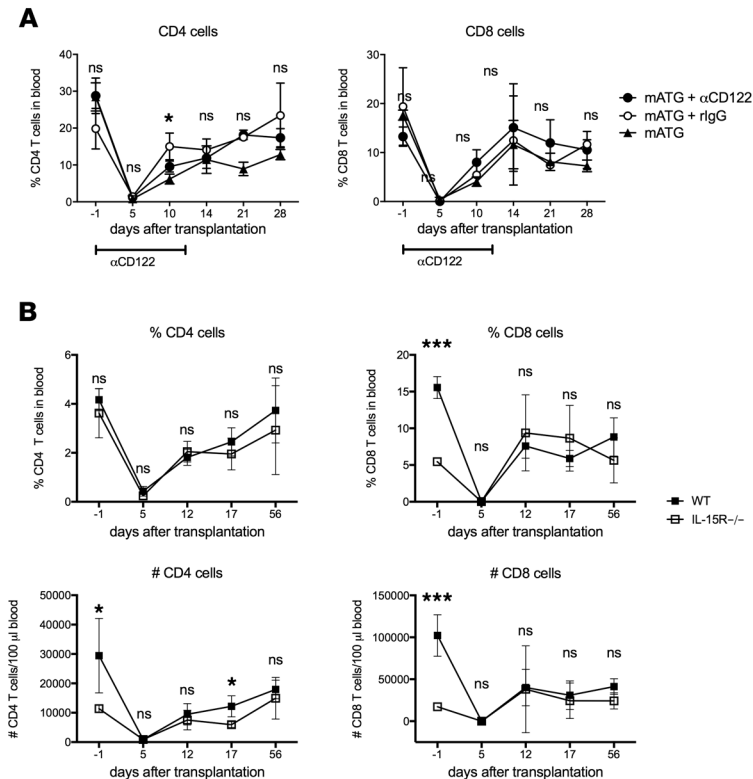 A
CD4 cells
CD8 cells
% CD4 T cells in blood
40
30
20
10
0
ns
ns
*
ns
ns
ns
-1
5
10
14
21
28
days after transplantation
αCD122
% CD8 T cells in blood
30
20
10
0
ns
ns
ns
ns
ns
ns
-1
5
10
14
21
28
days after transplantation
αCD122
mATG + αCD122
mATG + rIgG
mATG
B
% CD4 cells
% CD8 cells
% CD4 T cells in blood
6
4
2
0
ns
ns
ns
ns
ns
-1
5
12
17
56
days after transplantation
% CD8 T cells in blood
20
15
10
5
0
***
ns
ns
ns
ns
-1
5
12
17
56
days after transplantation
WT
IL-15R−/−
# CD4 cells
# CD8 cells
# CD4 T cells/100 µl blood
50000
40000
30000
20000
10000
0
*
ns
ns
*
ns
-1
5
12
17
56
days after transplantation
# CD8 T cells/100 µl blood
150000
100000
50000
0
***
ns
ns
ns
ns
-1
5
12
17
56
days after transplantation